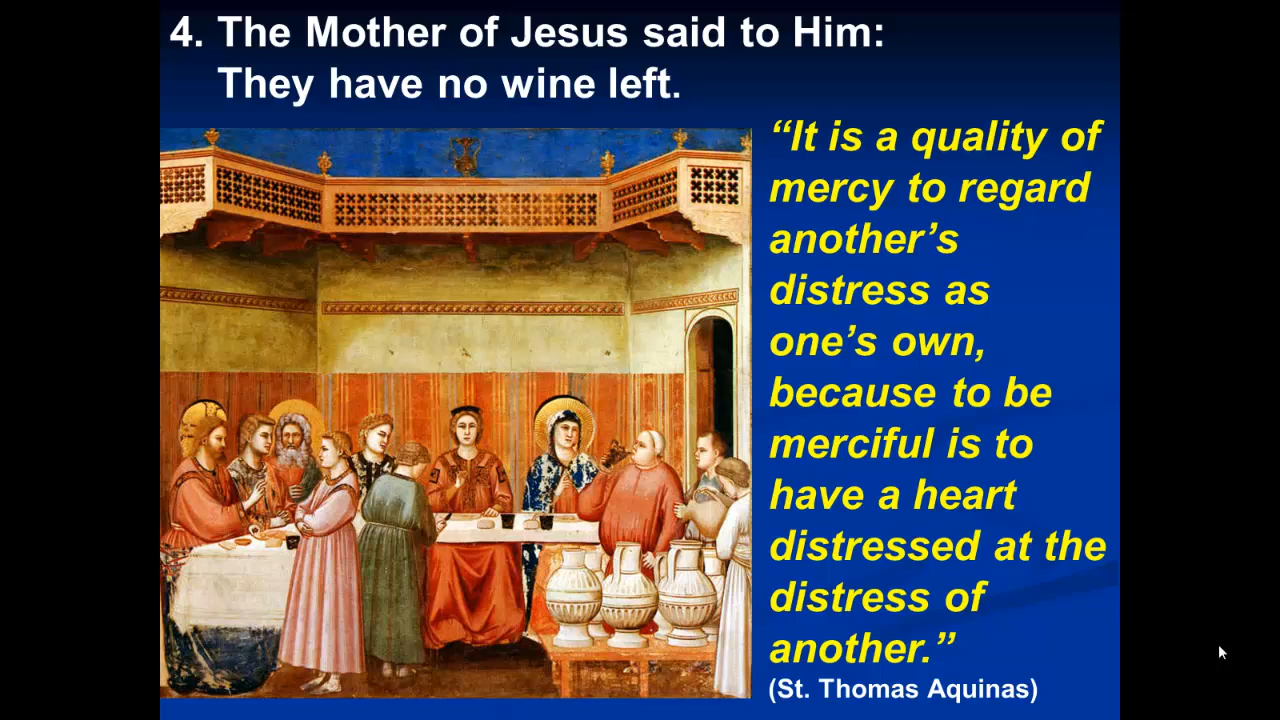 4. The Mother of Jesus said to Him:
They have no wine left.
“It is a quality of
mercy to regard
another’s
distress as
one’s own,
because to be
merciful is to
have a heart
distressed at the
distress of
another.”
(St. Thomas Aquinas)